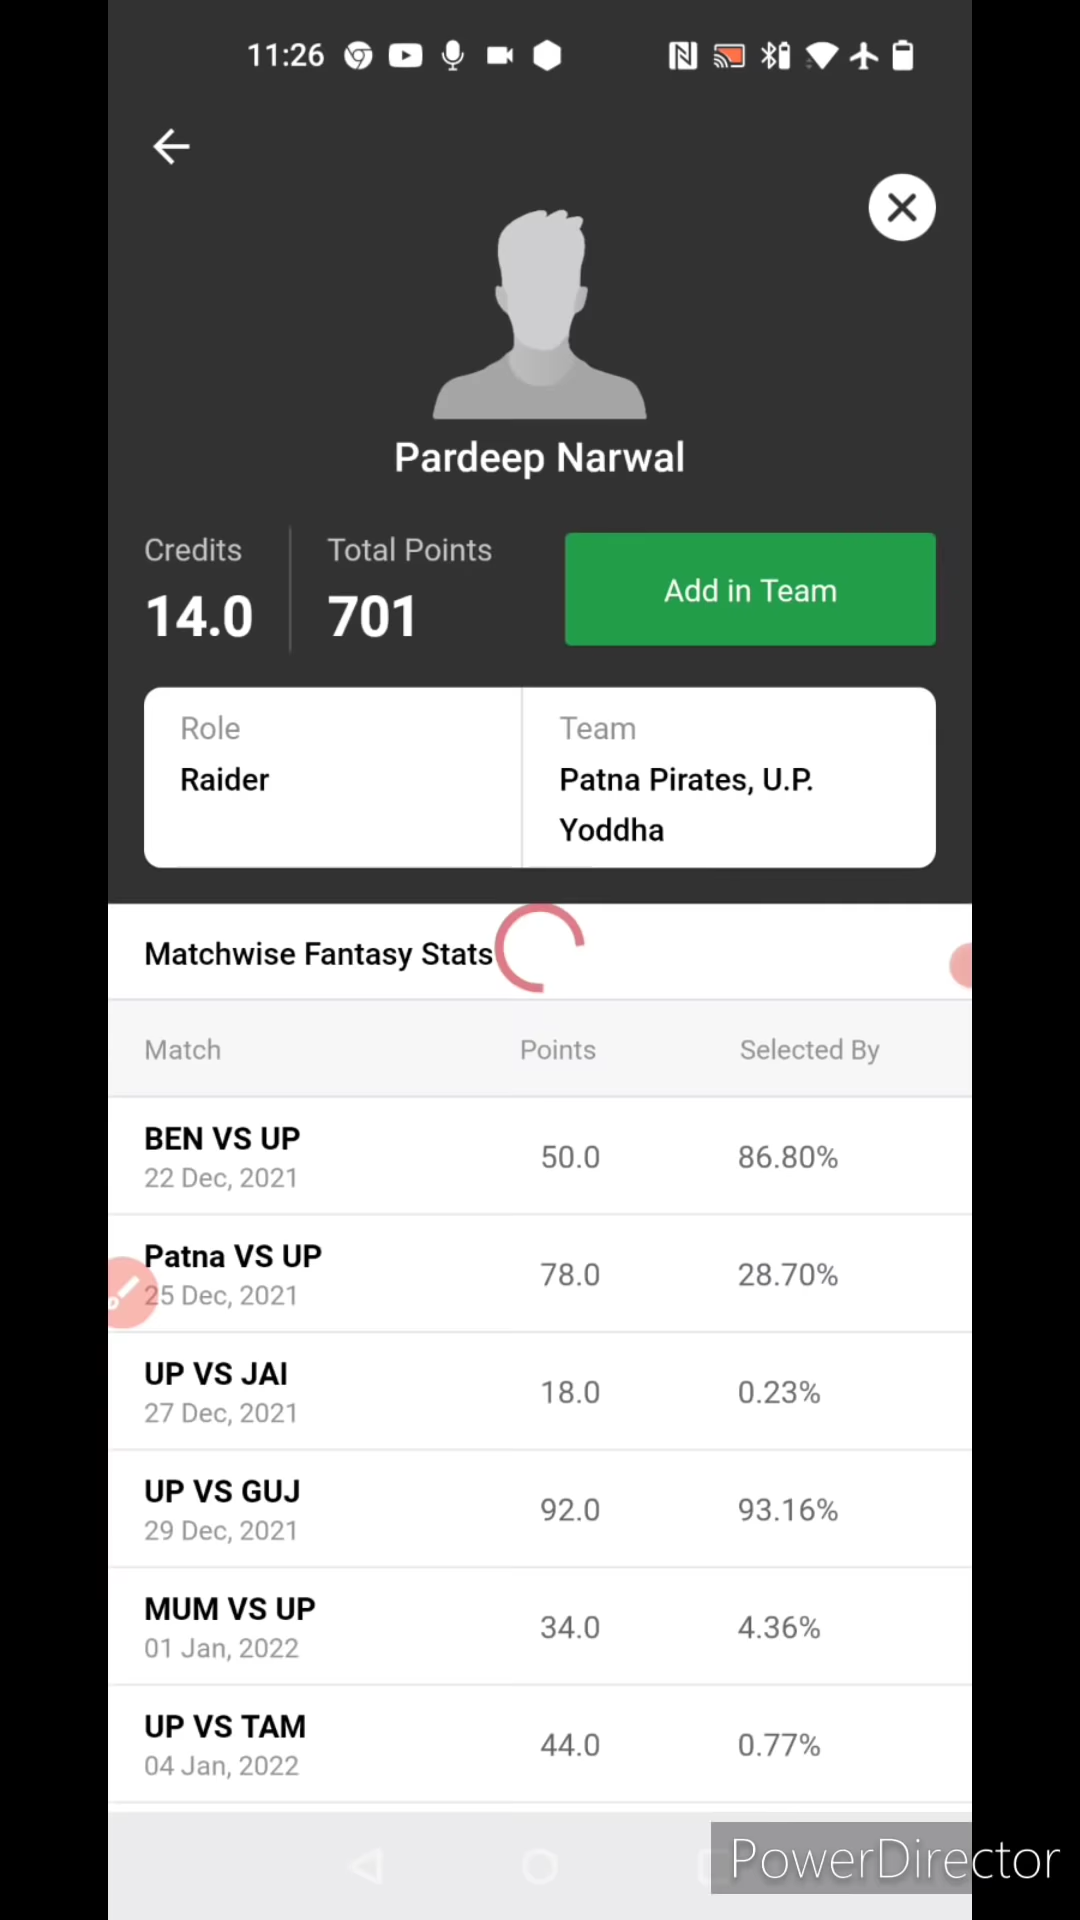 11:26
Pardeep Narwal
Credits
Total Points
14.0
701
Add in Team
Role
Team
Raider
Patna Pirates, U.P.
Yoddha
Matchwise Fantasy Stats
Match
Points
Selected By
BEN VS UP
22 Dec, 2021
50.0
86.80%
Patna VS UP
25 Dec, 2021
78.0
28.70%
UP VS JAI
27 Dec, 2021
18.0
0.23%
UP VS GUJ
29 Dec, 2021
92.0
93.16%
MUM VS UP
01 Jan, 2022
34.0
4.36%
UP VS TAM
04 Jan, 2022
44.0
0.77%
PowerDirector